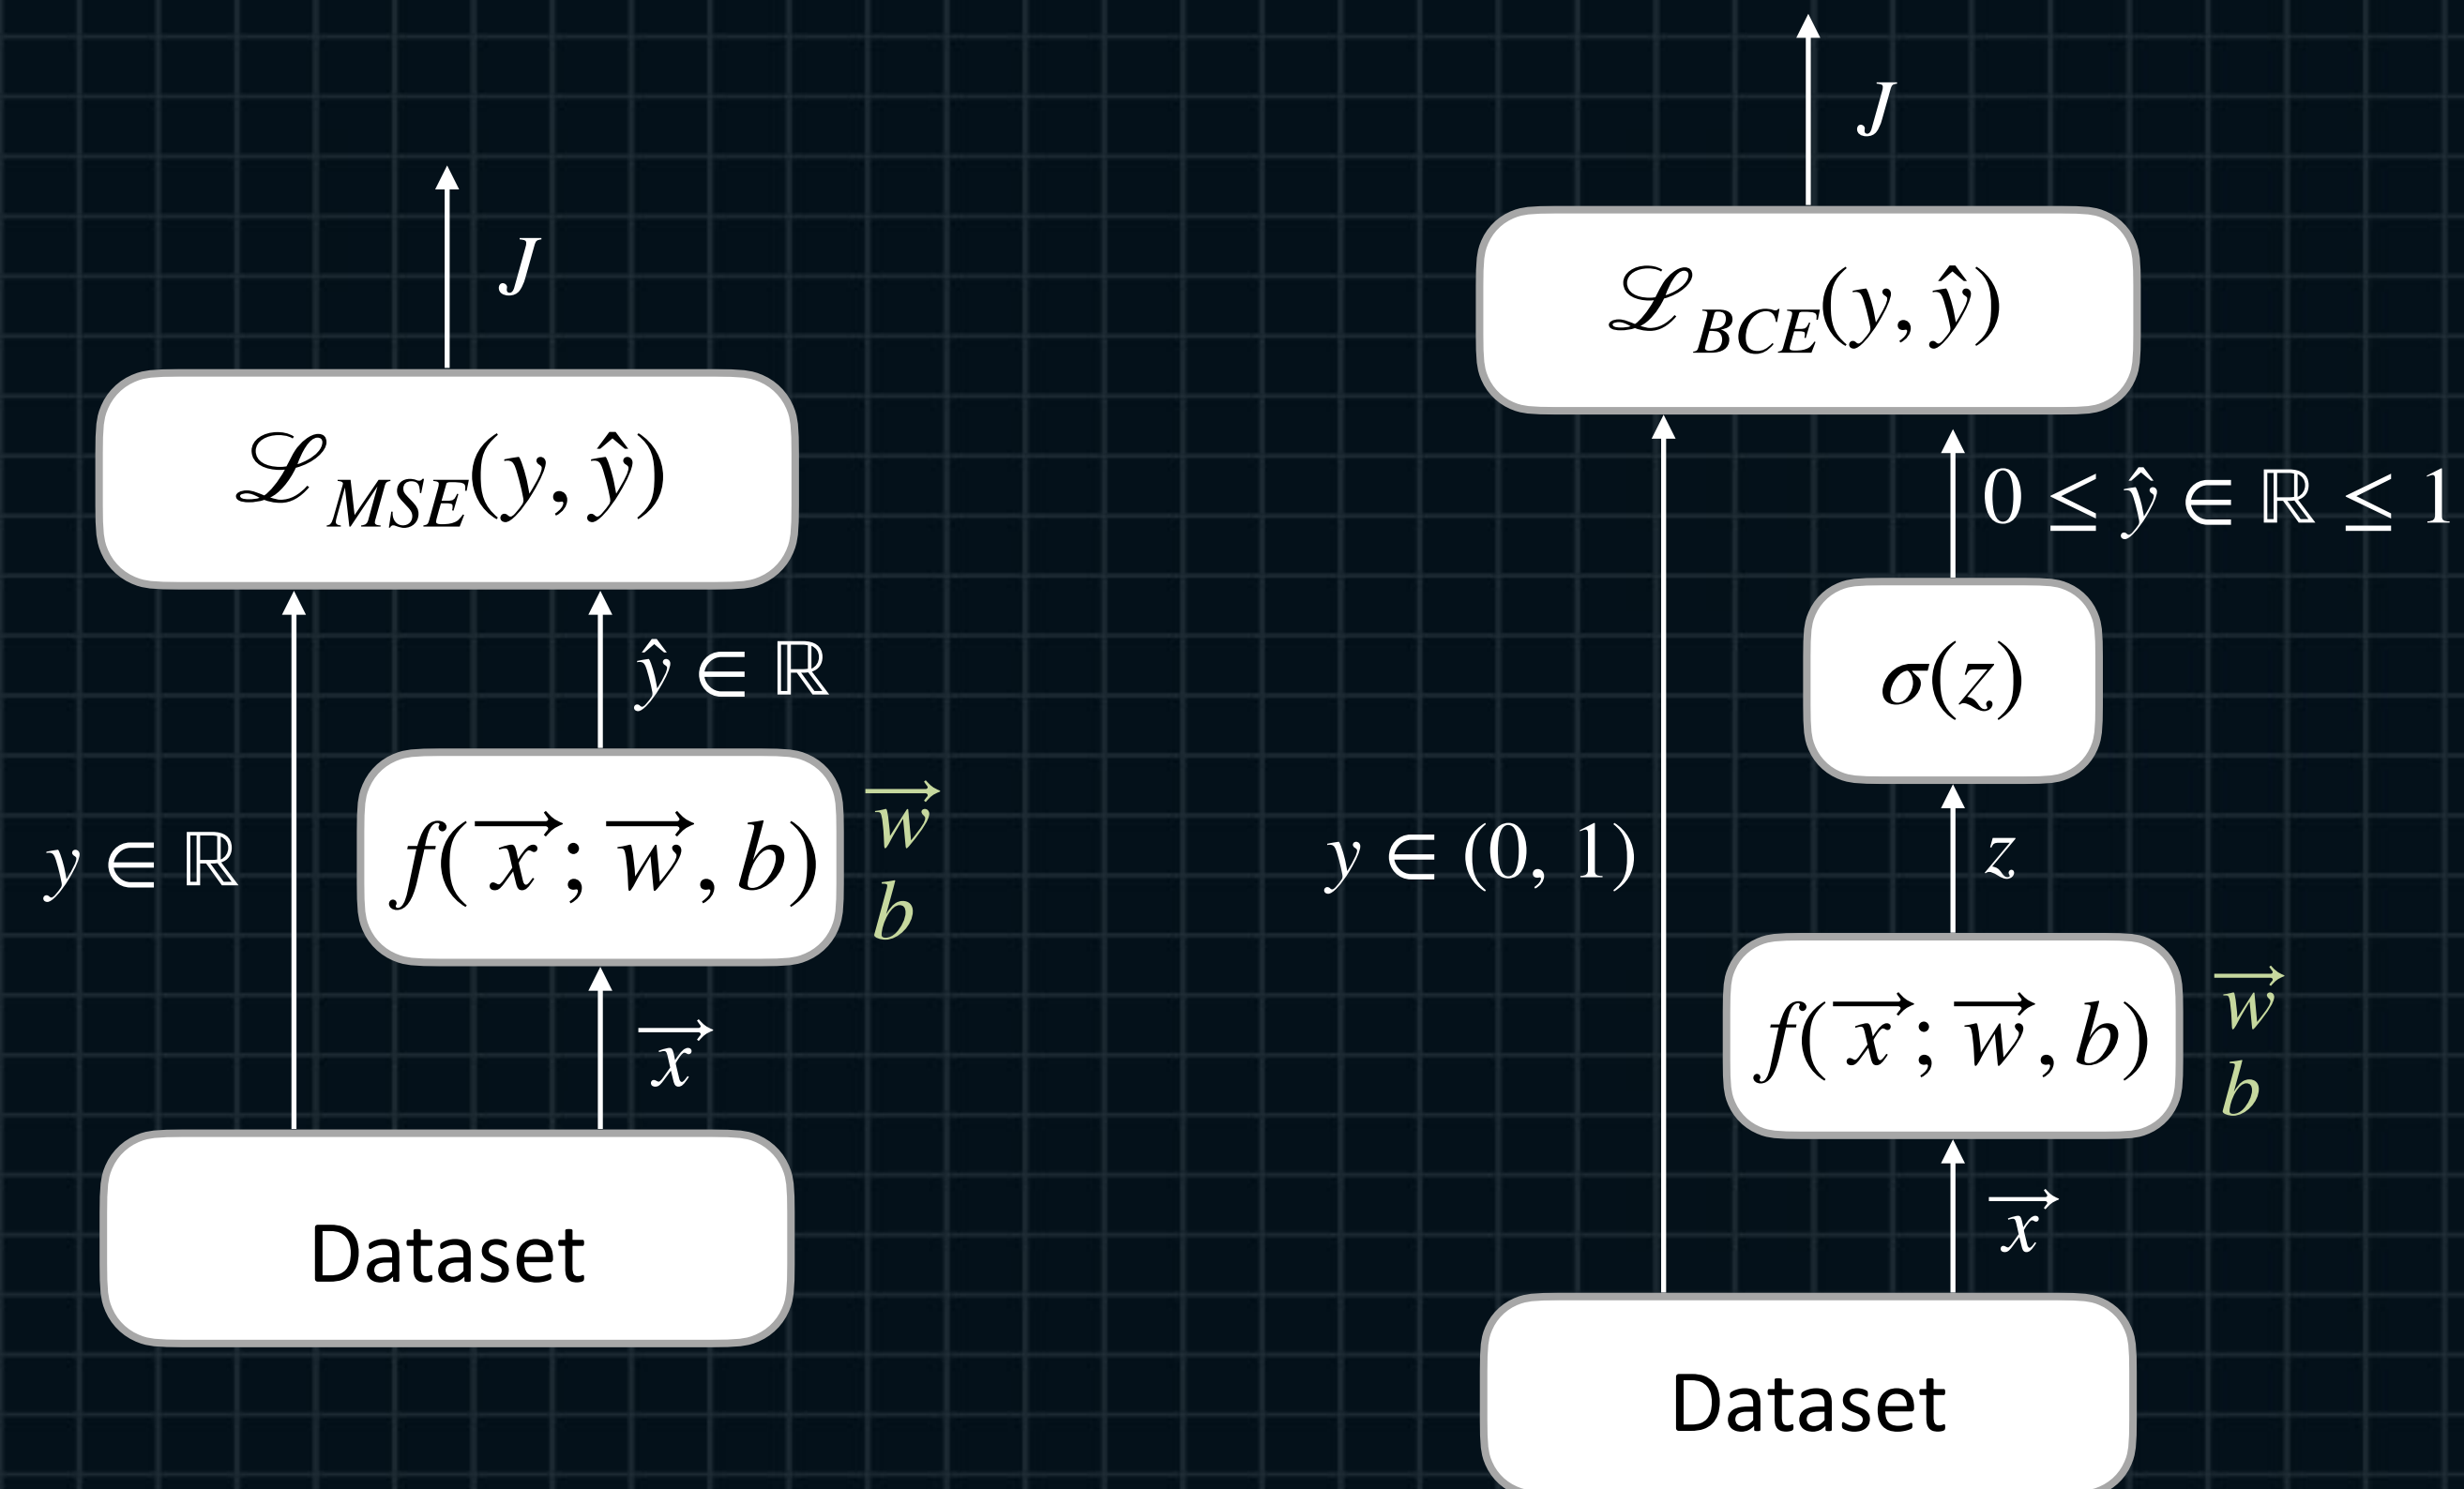 J
ℒ_MSE(y, ŷ)
ŷ ∈ ℝ
y ∈ ℝ
f(x⃗; w⃗, b)
w⃗
b
x⃗
Dataset
J
ℒ_BCE(y, ŷ)
0 ≤ ŷ ∈ ℝ ≤ 1
σ(z)
y ∈ (0, 1)
z
f(x⃗; w⃗, b)
w⃗
b
x⃗
Dataset